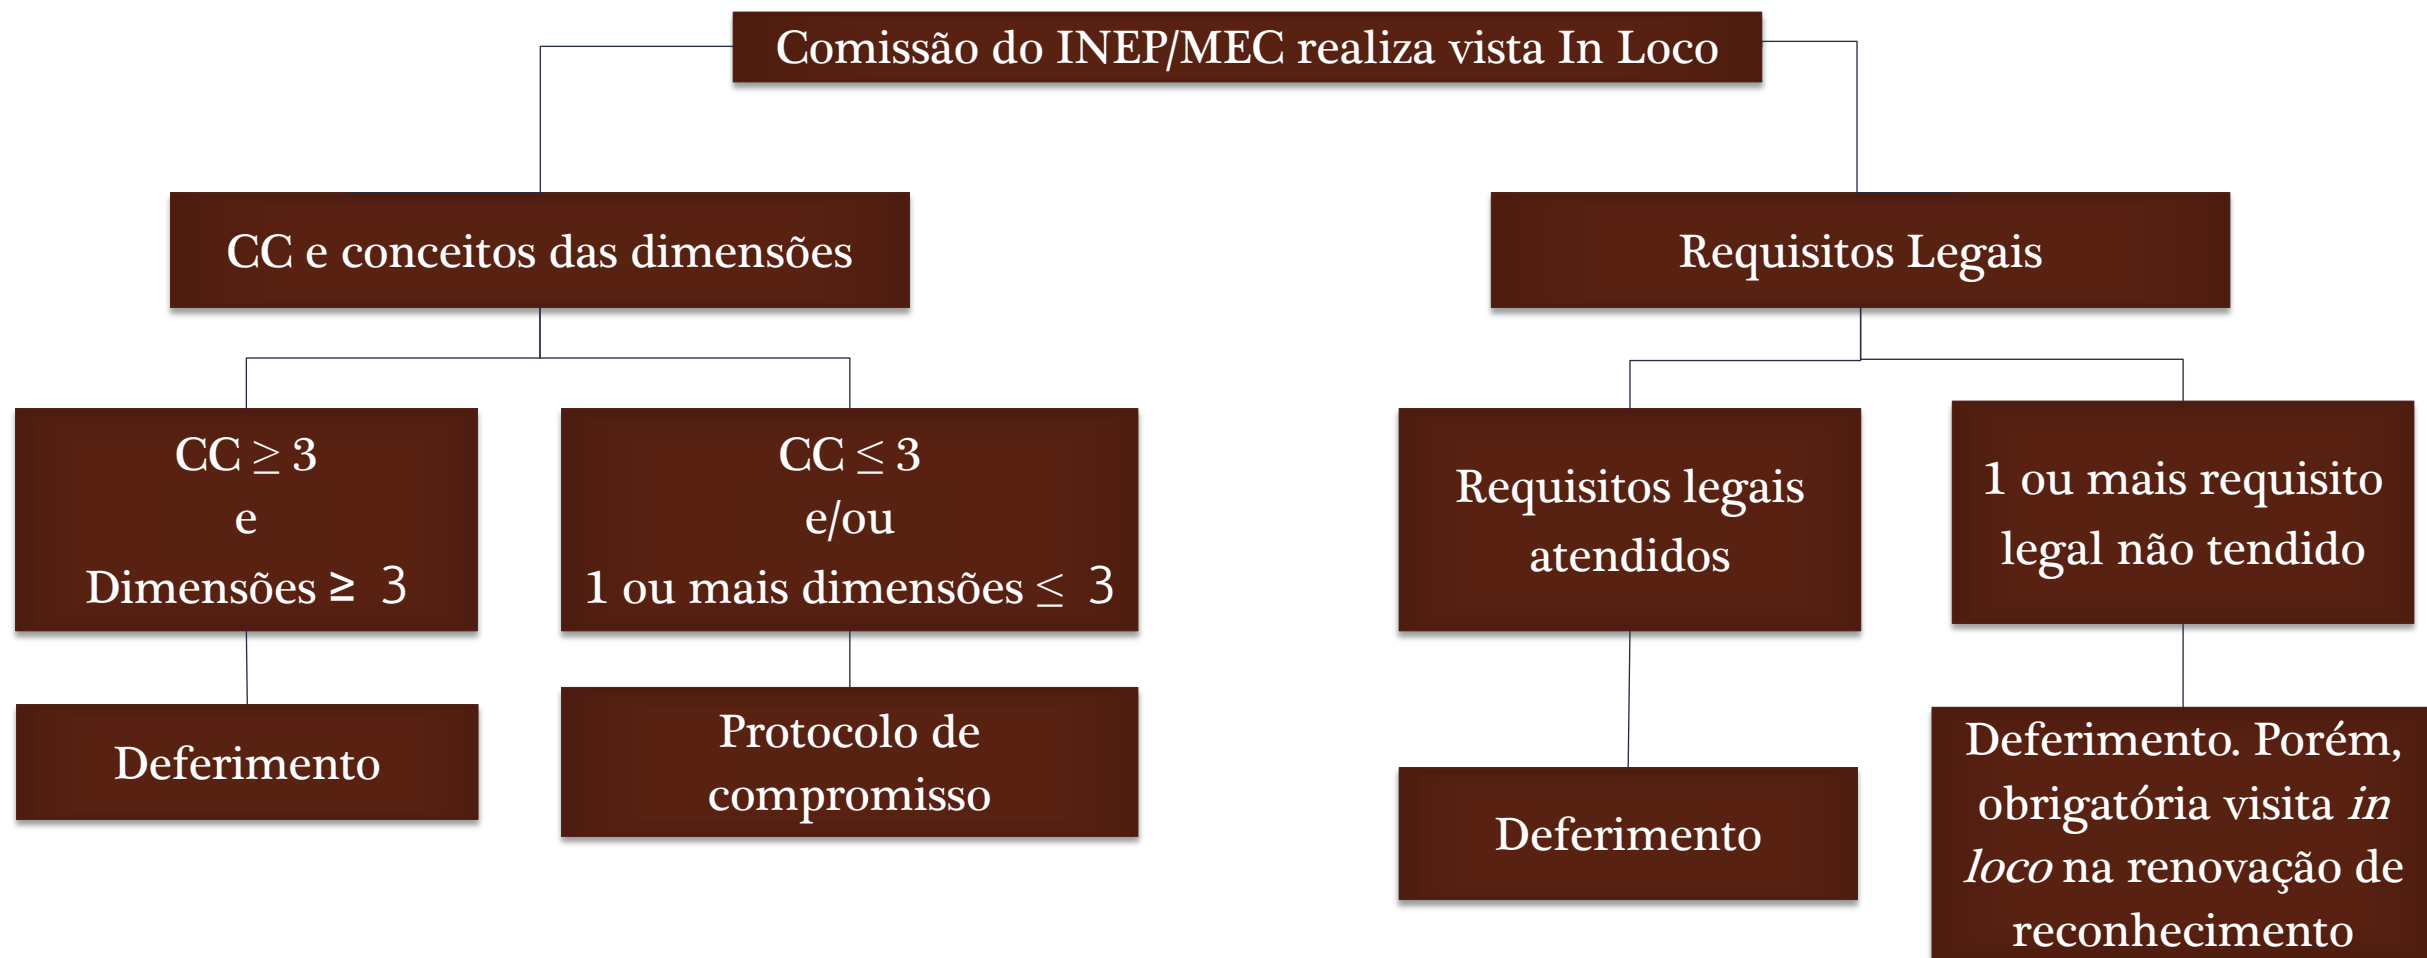 Comissão do INEP/MEC realiza vista In Loco
CC e conceitos das dimensões
Requisitos Legais
CC ≥ 3
e
Dimensões ≥ 3
CC ≤ 3
e/ou
1 ou mais dimensões ≤ 3
Requisitos legais
atendidos
1 ou mais requisito
legal não tendido
Deferimento
Protocolo de
compromisso
Deferimento
Deferimento. Porém,
obrigatória visita in
loco na renovação de
reconhecimento